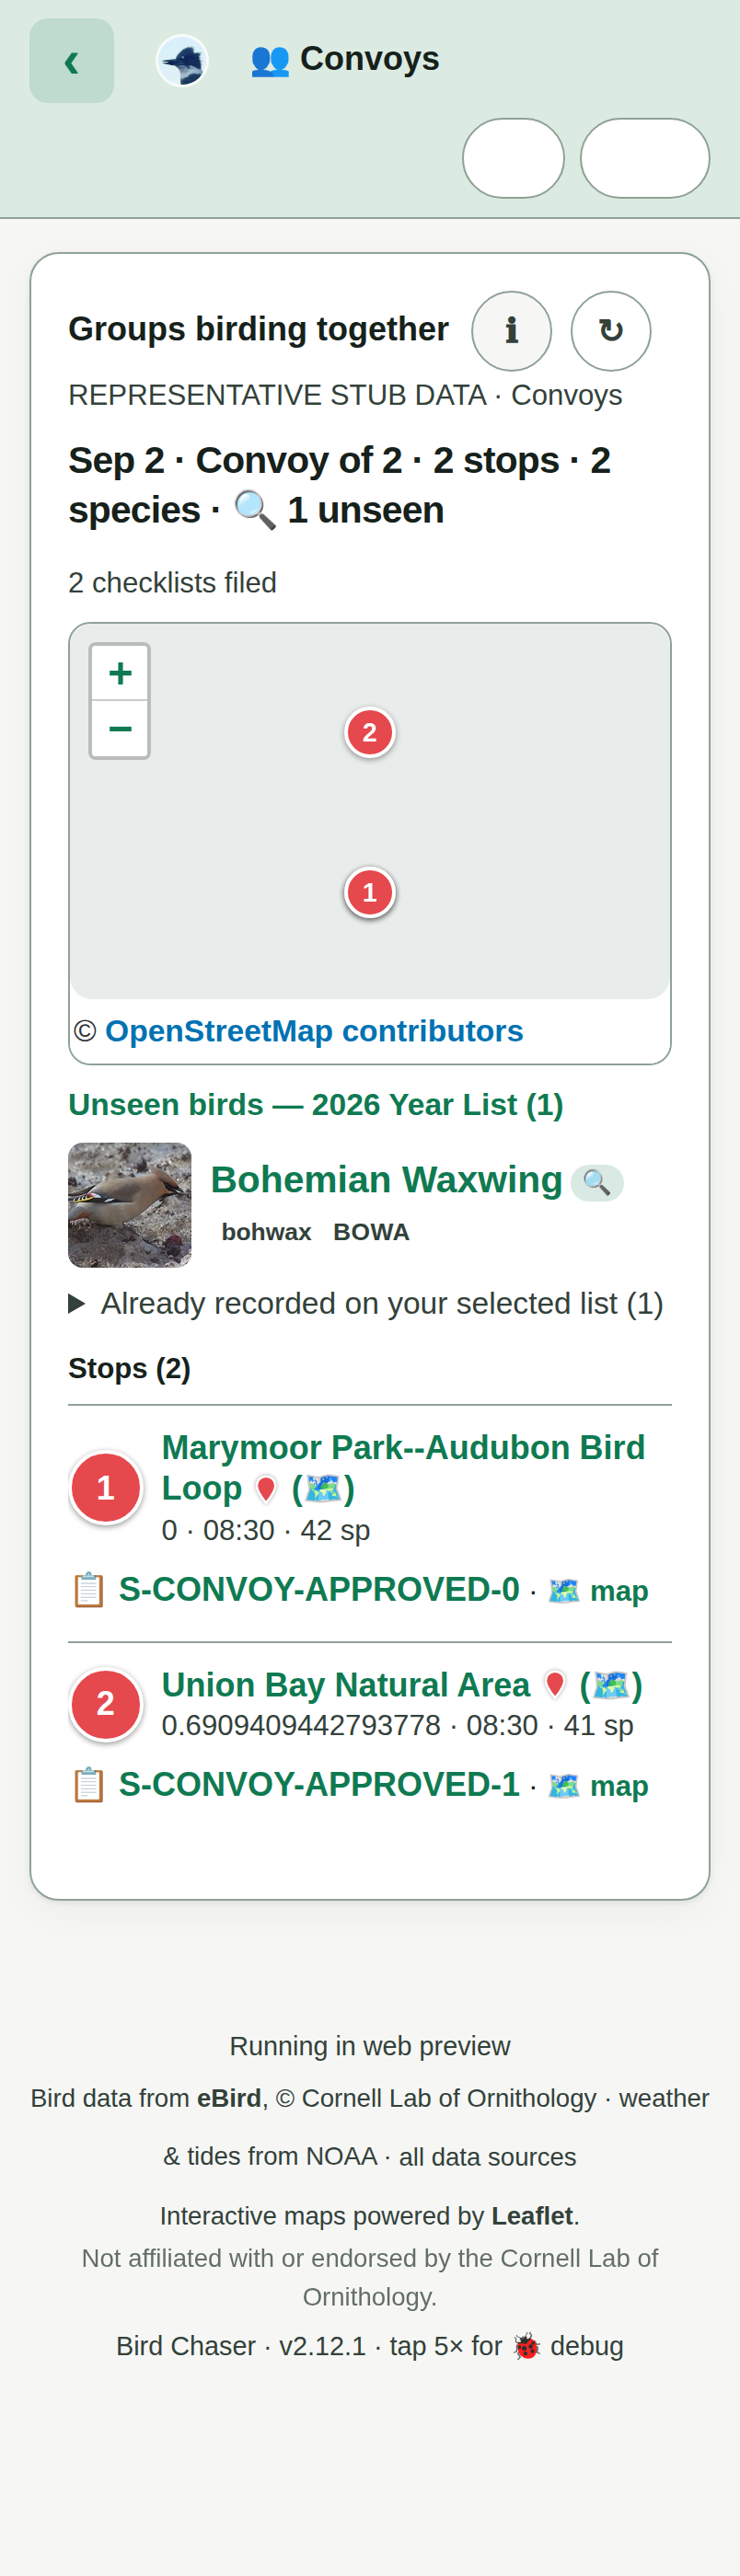 ‹ 👥 Convoys
Groups birding together ℹ ↻
REPRESENTATIVE STUB DATA · Convoys
Sep 2 · Convoy of 2 · 2 stops · 2
species · 🔍 1 unseen
2 checklists filed
+
−
2
1
© OpenStreetMap contributors
Unseen birds — 2026 Year List (1)
Bohemian Waxwing 🔍
bohwax BOWA
▶ Already recorded on your selected list (1)
Stops (2)
1
Marymoor Park--Audubon Bird
Loop 📍 (🗺️)
0 · 08:30 · 42 sp
📋 S-CONVOY-APPROVED-0 · 🗺️ map
2
Union Bay Natural Area 📍 (🗺️)
0.6909409442793778 · 08:30 · 41 sp
📋 S-CONVOY-APPROVED-1 · 🗺️ map
Running in web preview
Bird data from eBird, © Cornell Lab of Ornithology · weather
& tides from NOAA · all data sources
Interactive maps powered by Leaflet.
Not affiliated with or endorsed by the Cornell Lab of
Ornithology.
Bird Chaser · v2.12.1 · tap 5× for 🐞 debug